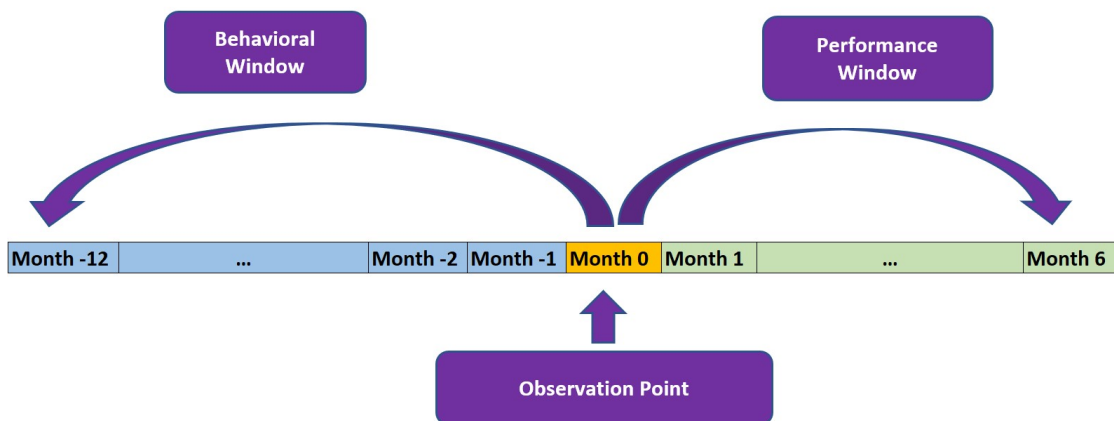 Behavioral
Window
Performance
Window
Month -12 ... Month -2 Month -1 Month 0 Month 1 ... Month 6
Observation Point